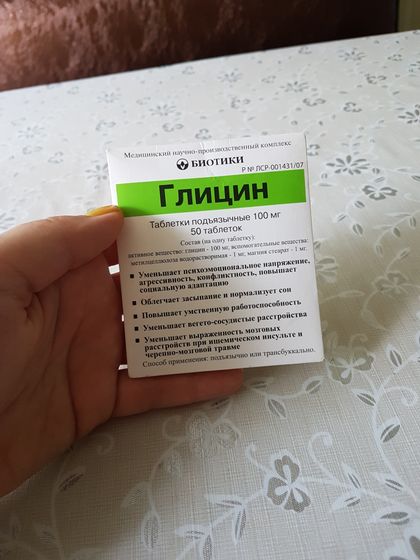 Медицинский научно-производственный комплекс
БИОТИКИ
Р № ЛСР-001431/07
Глицин
Таблетки подъязычные 100 мг
50 таблеток
Состав (на одну таблетку):
активное вещество: глицин - 100 мг, вспомогательные вещества:
метилцеллюлоза водорастворимая - 1 мг, магния стеарат - 1 мг.
Уменьшает психоэмоциональное напряжение,
агрессивность, конфликтность, повышает
социальную адаптацию
Облегчает засыпание и нормализует сон
Повышает умственную работоспособность
Уменьшает вегето-сосудистые расстройства
Уменьшает выраженность мозговых
расстройств при ишемическом инсульте и
черепно-мозговой травме
Способ применения: подъязычно или трансбуккально.